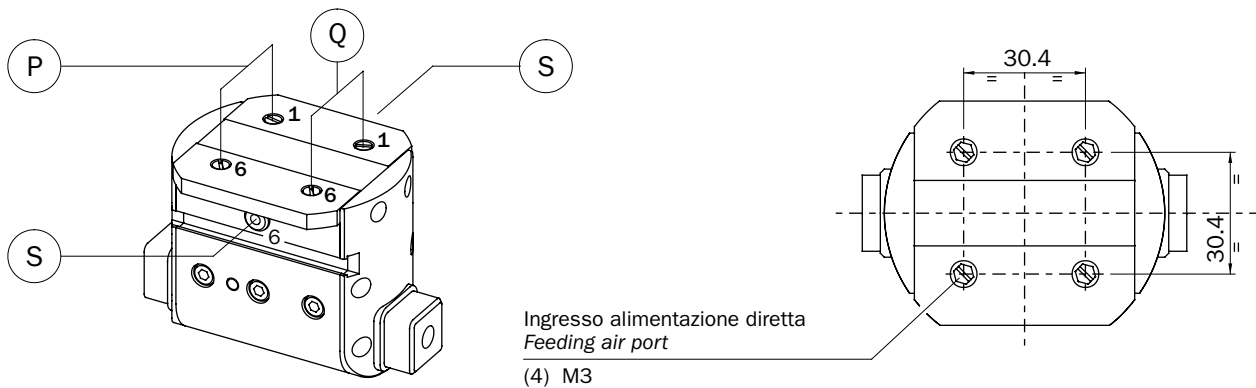 P
Q
S
1
1
6
6
S
6
30.4
= =
30.4
=
=
Ingresso alimentazione diretta
Feeding air port
(4) M3